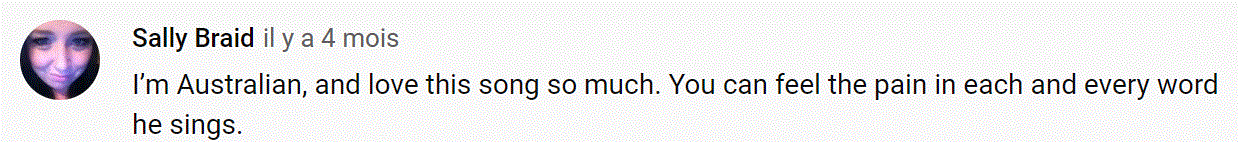 Sally Braid il y a 4 mois
I’m Australian, and love this song so much. You can feel the pain in each and every word
he sings.